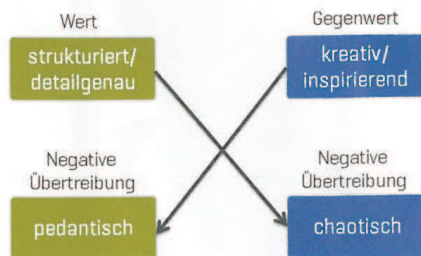 Wert
Gegenwert
strukturiert/
detailgenau
kreativ/
inspirierend
Negative
Übertreibung
Negative
Übertreibung
pedantisch
chaotisch